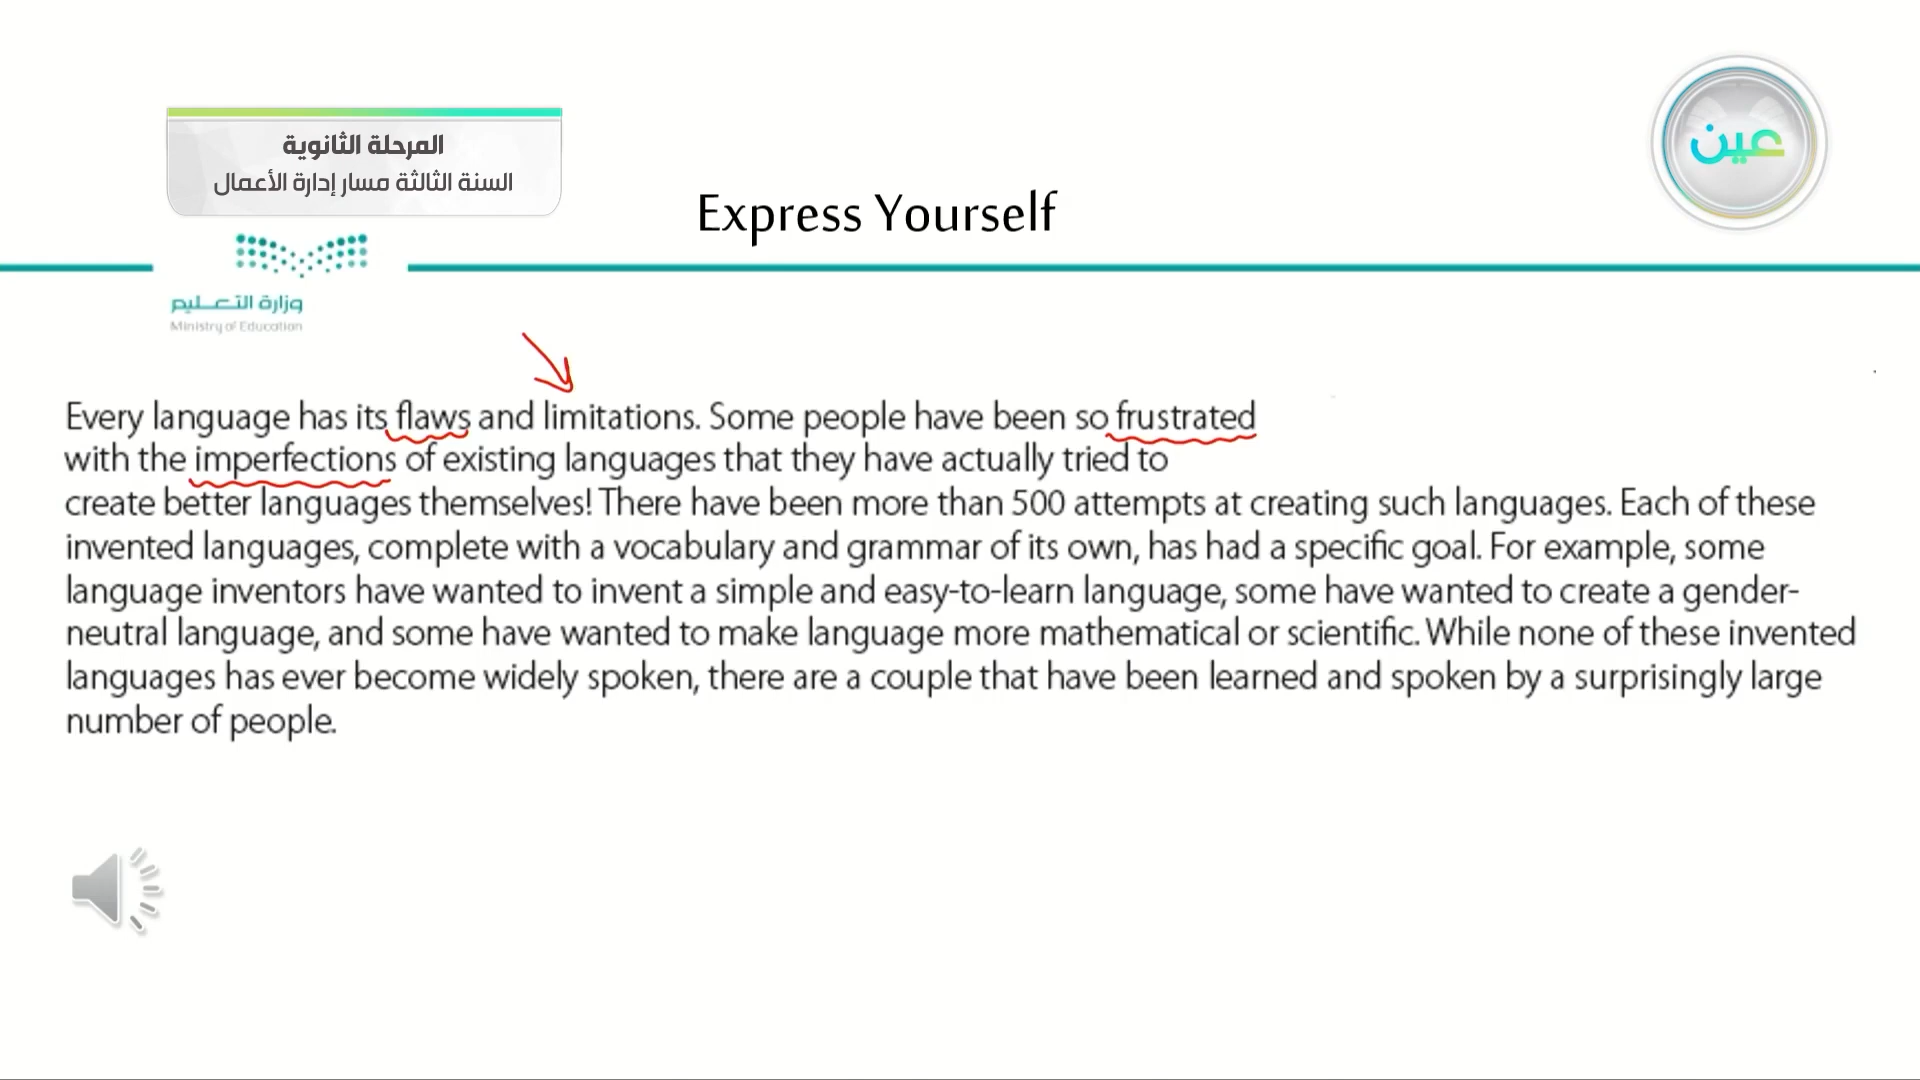 المرحلة الثانوية
السنة الثالثة مسار إدارة الأعمال
عين
Express Yourself
وزارة التعليم
Ministry of Education
Every language has its flaws and limitations. Some people have been so frustrated
with the imperfections of existing languages that they have actually tried to
create better languages themselves! There have been more than 500 attempts at creating such languages. Each of these
invented languages, complete with a vocabulary and grammar of its own, has had a specific goal. For example, some
language inventors have wanted to invent a simple and easy-to-learn language, some have wanted to create a gender-
neutral language, and some have wanted to make language more mathematical or scientific. While none of these invented
languages has ever become widely spoken, there are a couple that have been learned and spoken by a surprisingly large
number of people.